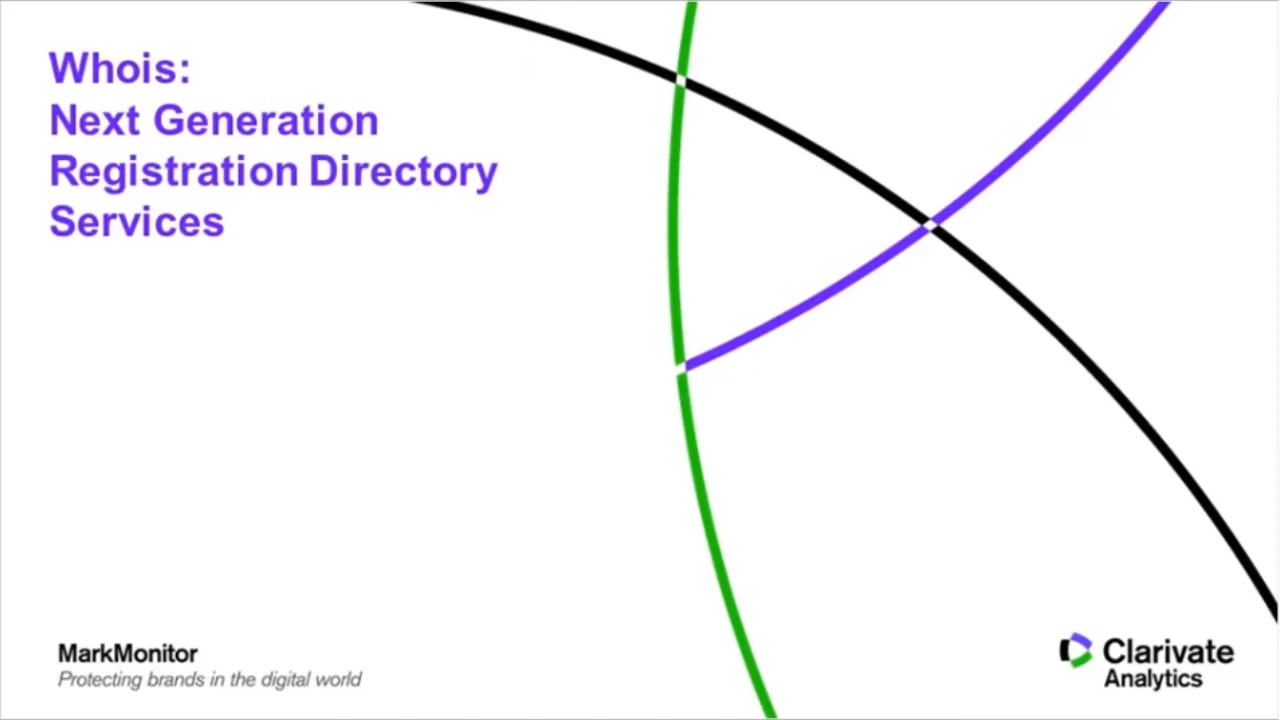 Whois:
Next Generation
Registration Directory
Services
MarkMonitor
Protecting brands in the digital world
Clarivate
Analytics